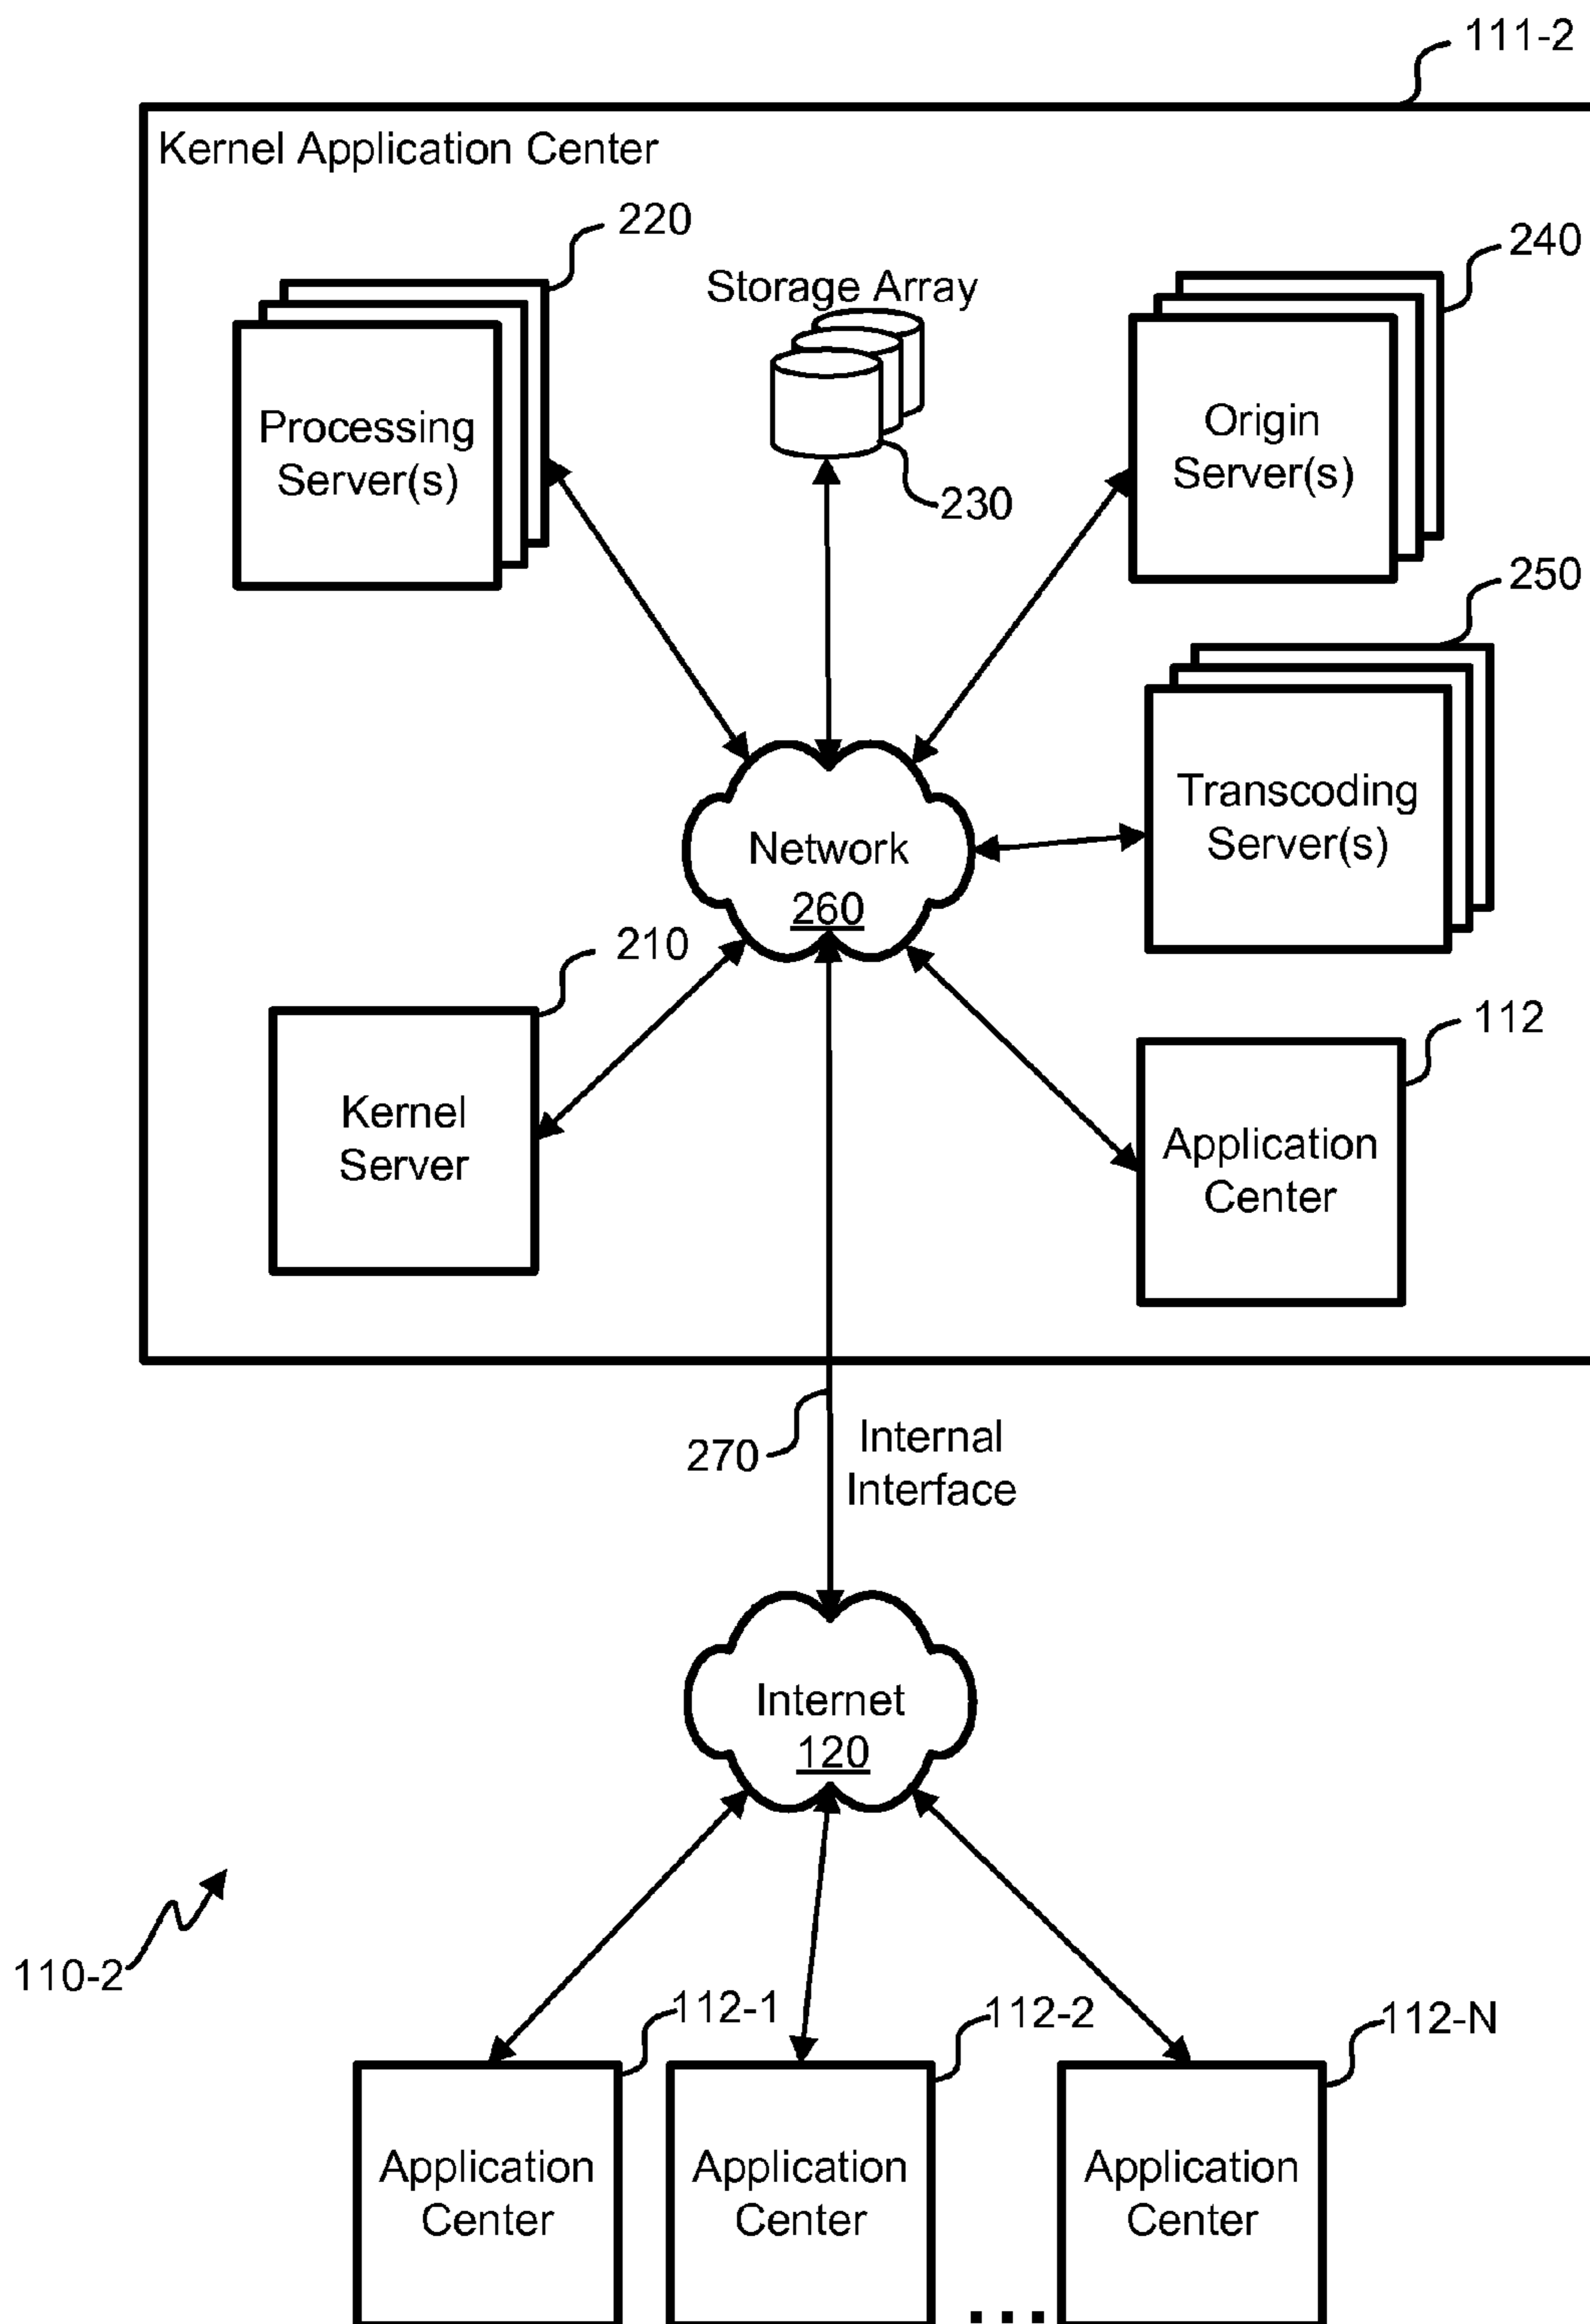 111-2
Kernel Application Center
220
240
Storage Array
Processing
Server(s)
Origin
Server(s)
230
250
Transcoding
Server(s)
Network
260
210
112
Kernel
Server
Application
Center
270
Internal
Interface
Internet
120
110-2
112-1
112-2
112-N
Application
Center
Application
Center
Application
Center
...